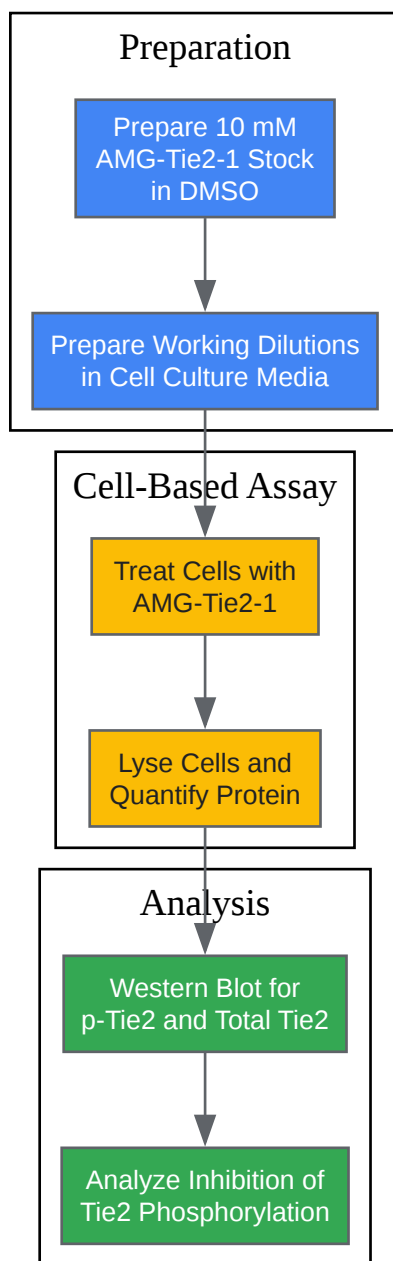 Preparation
Prepare 10 mM
AMG-Tie2-1 Stock
in DMSO
Prepare Working Dilutions
in Cell Culture Media
Cell-Based Assay
Treat Cells with
AMG-Tie2-1
Lyse Cells and
Quantify Protein
Analysis
Western Blot for
p-Tie2 and Total Tie2
Analyze Inhibition of
Tie2 Phosphorylation